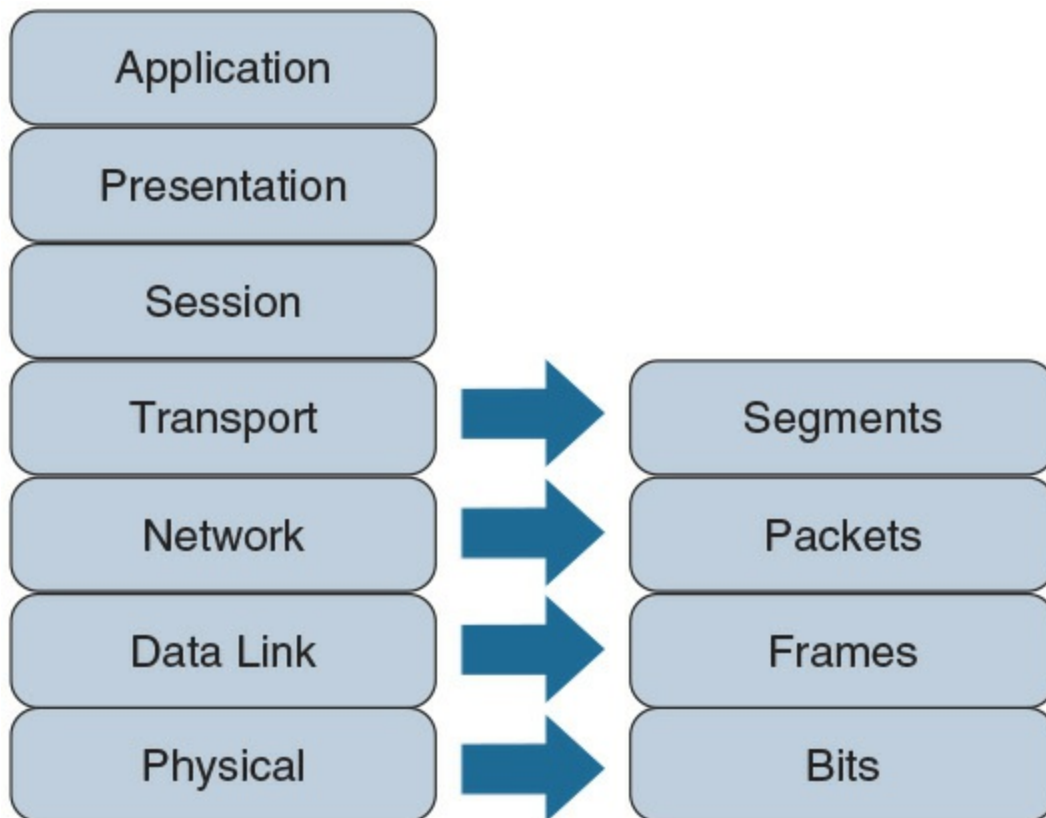 Application
Presentation
Session
Transport
Segments
Network
Packets
Data Link
Frames
Physical
Bits